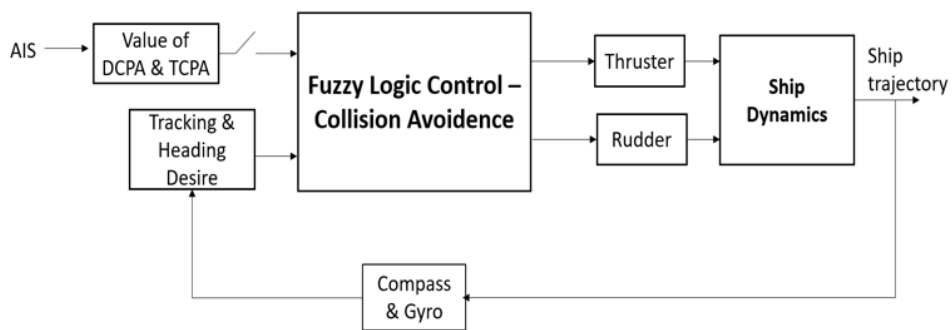 AIS
Value of
DCPA & TCPA
Fuzzy Logic Control –
Collision Avoidence
Thruster
Rudder
Ship
Dynamics
Ship
trajectory
Tracking &
Heading
Desire
Compass
& Gyro